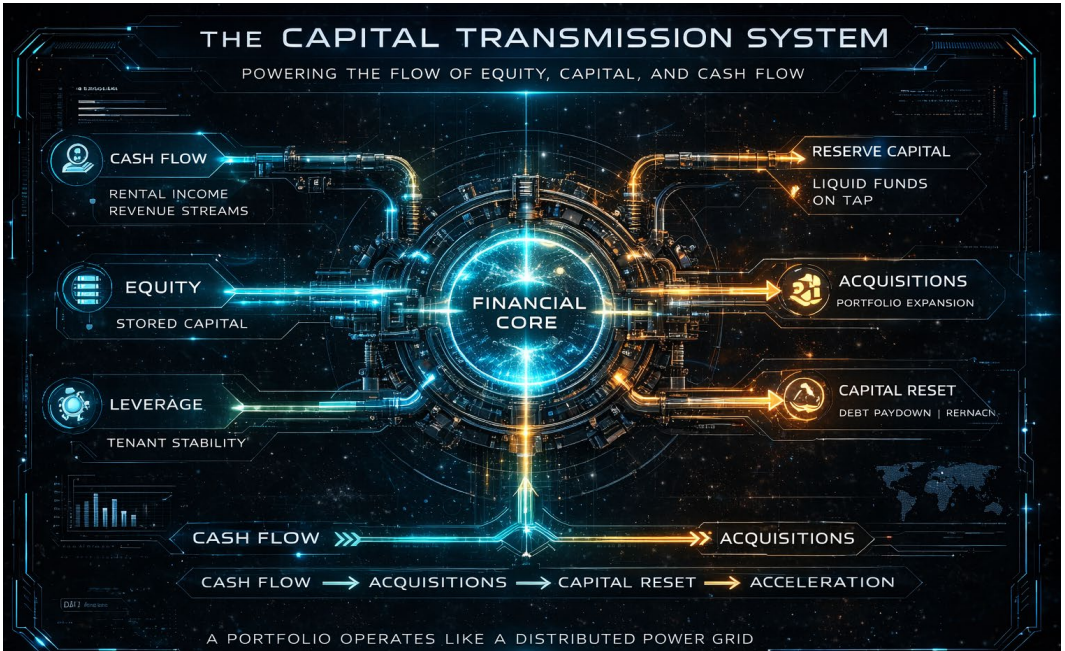 THE CAPITAL TRANSMISSION SYSTEM
POWERING THE FLOW OF EQUITY, CAPITAL, AND CASH FLOW
CASH FLOW
RENTAL INCOME
REVENUE STREAMS
EQUITY
STORED CAPITAL
LEVERAGE
TENANT STABILITY
FINANCIAL
CORE
RESERVE CAPITAL
LIQUID FUNDS
ON TAP
ACQUISITIONS
PORTFOLIO EXPANSION
CAPITAL RESET
DEBT PAYDOWN |
CASH FLOW
ACQUISITIONS
CASH FLOW → ACQUISITIONS → CAPITAL RESET → ACCELERATION
A PORTFOLIO OPERATES LIKE A DISTRIBUTED POWER GRID